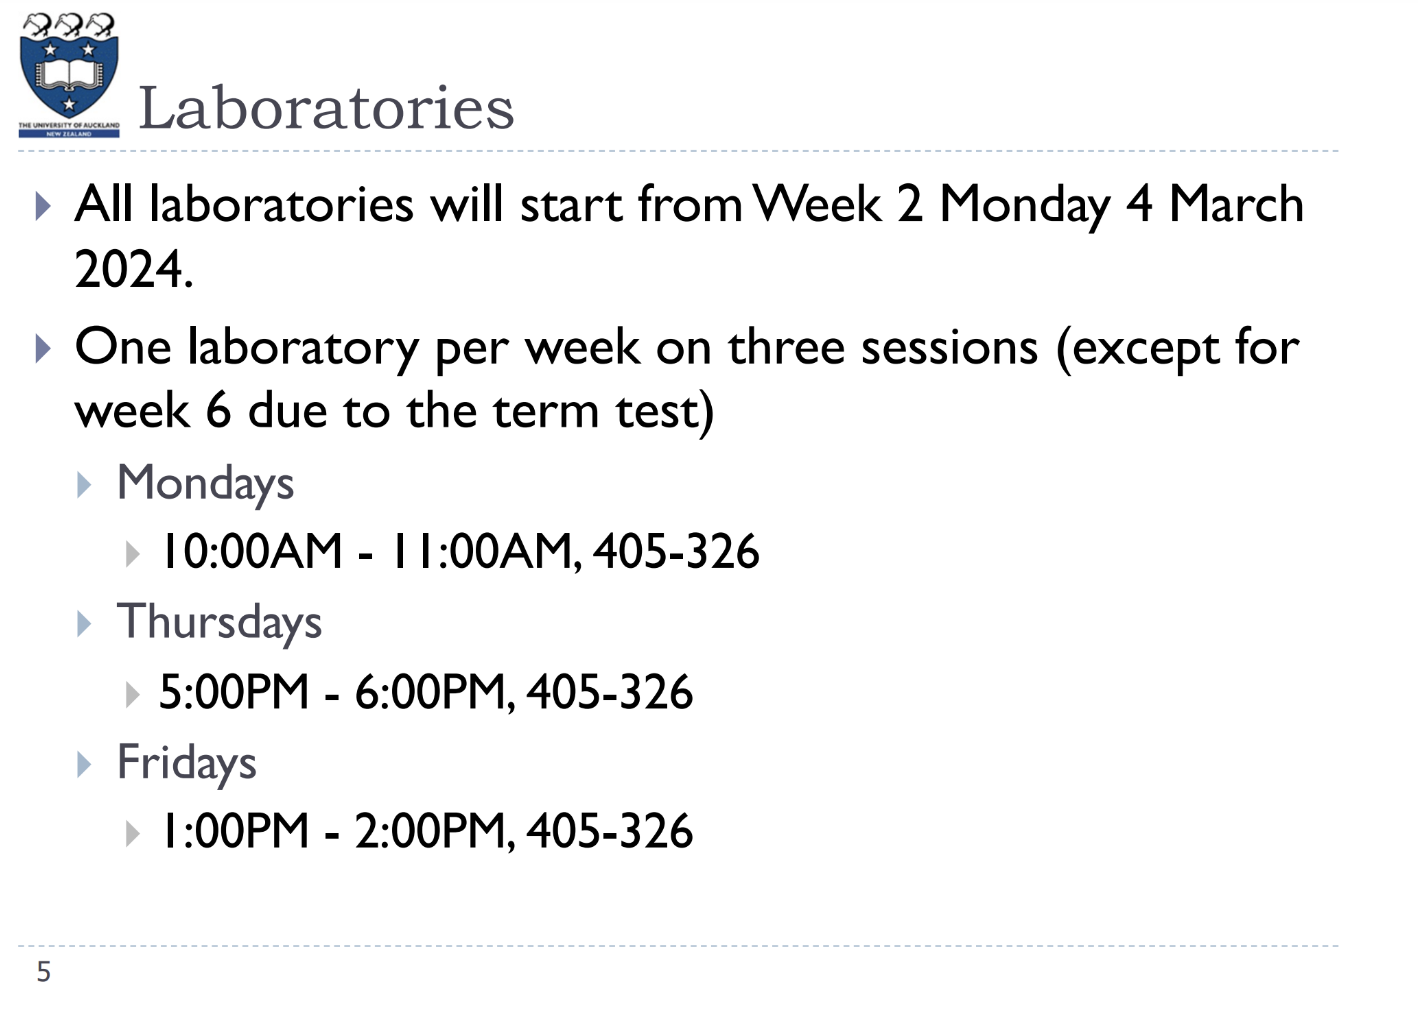 THE UNIVERSITY OF AUCKLAND
NEW ZEALAND
Laboratories
All laboratories will start from Week 2 Monday 4 March
2024.
One laboratory per week on three sessions (except for
week 6 due to the term test)
Mondays
10:00AM - 11:00AM, 405-326
Thursdays
5:00PM - 6:00PM, 405-326
Fridays
1:00PM - 2:00PM, 405-326
5